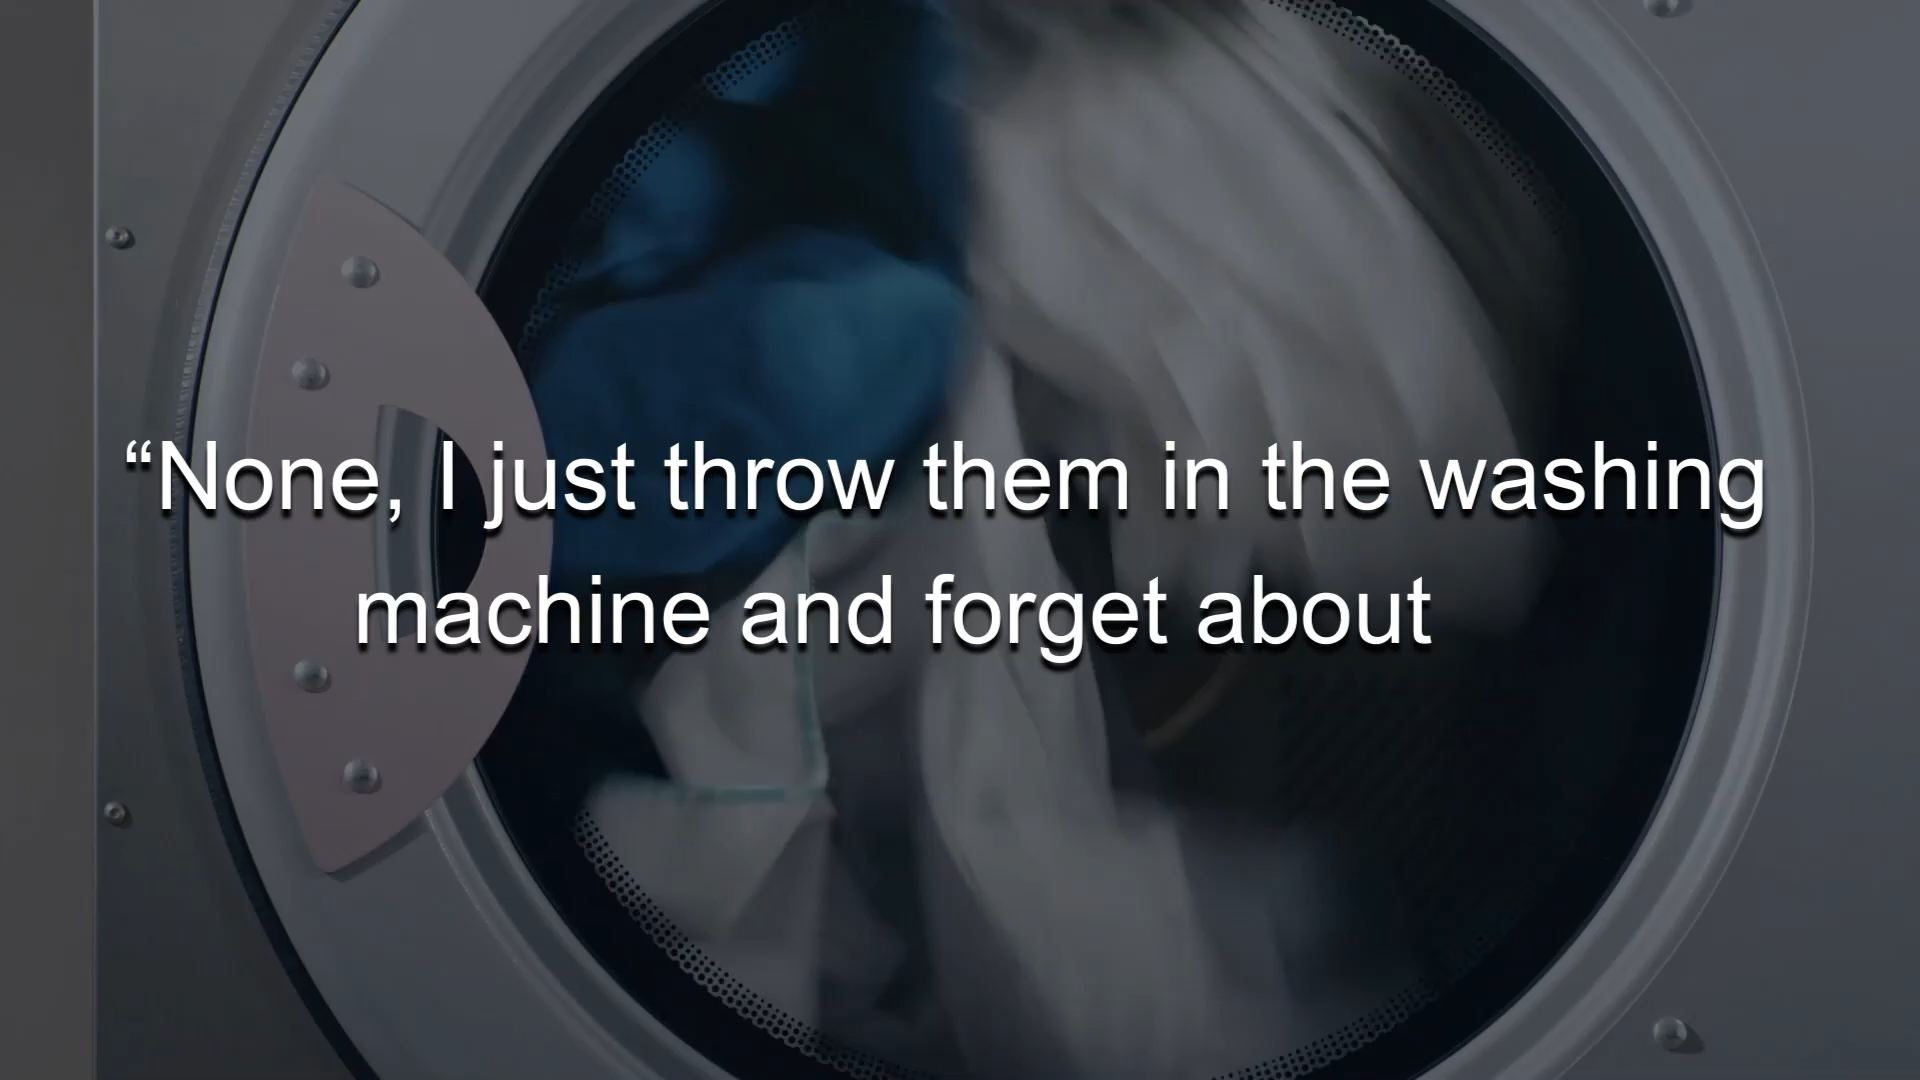 “None, I just throw them in the washing
machine and forget about